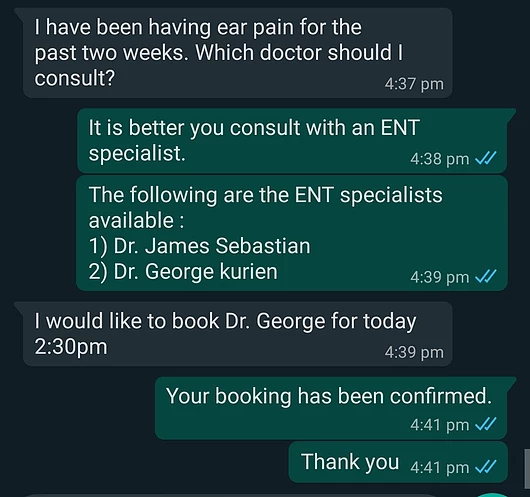 I have been having ear pain for the
past two weeks. Which doctor should I
consult?
4:37 pm
It is better you consult with an ENT
specialist.
4:38 pm
The following are the ENT specialists
available :
1) Dr. James Sebastian
2) Dr. George kurien
4:39 pm
I would like to book Dr. George for today
2:30pm
4:39 pm
Your booking has been confirmed.
4:41 pm
Thank you 4:41 pm